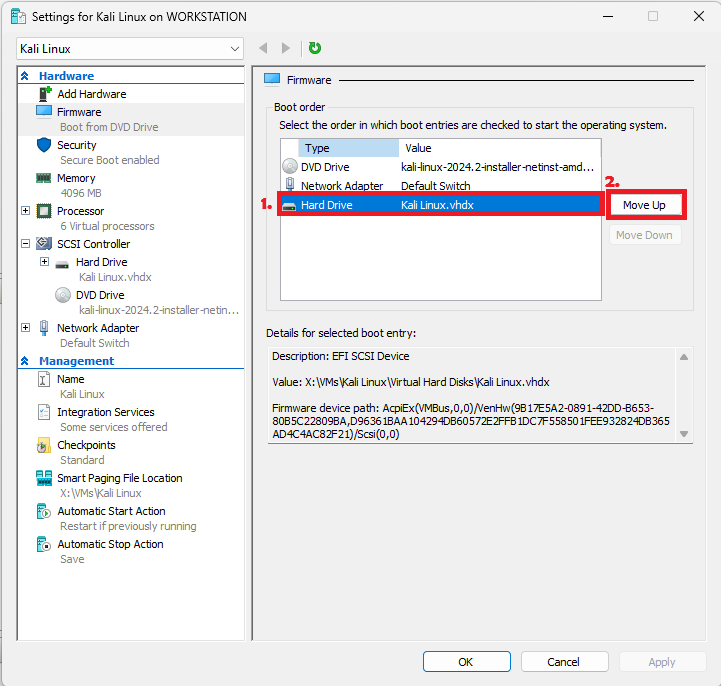 Settings for Kali Linux on WORKSTATION
Kali Linux
Hardware
Add Hardware
Firmware
Boot from DVD Drive
Security
Secure Boot enabled
Memory
4096 MB
Processor
6 Virtual processors
SCSI Controller
Hard Drive
Kali Linux.vhdx
DVD Drive
kali-linux-2024.2-installer-netin...
Network Adapter
Default Switch
Management
Name
Kali Linux
Integration Services
Some services offered
Checkpoints
Standard
Smart Paging File Location
X:\VMs\Kali Linux
Automatic Start Action
Restart if previously running
Automatic Stop Action
Save
Firmware
Boot order
Select the order in which boot entries are checked to start the operating system.
Type Value
DVD Drive kali-linux-2024.2-installer-netinst-amd...
Network Adapter Default Switch
1. Hard Drive Kali Linux.vhdx
2.
Move Up
Move Down
Details for selected boot entry:
Description: EFI SCSI Device
Value: X:\VMs\Kali Linux\Virtual Hard Disks\Kali Linux.vhdx
Firmware device path: AcpiEx(VMBus,0,0)/VenHw(9B17E5A2-0891-42DD-B653-
80B5C22809BA,D96361BAA104294DB60572E2FFB1DC7F558501FEE932824DB365
AD4C4AC82F21)/Scsi(0,0)
OK Cancel Apply